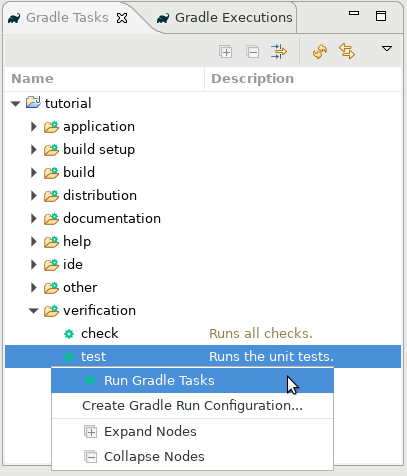 Gradle Tasks
Gradle Executions
Name Description
tutorial
application
build setup
build
distribution
documentation
help
ide
other
verification
check Runs all checks.
test Runs the unit tests.
Run Gradle Tasks
Create Gradle Run Configuration...
Expand Nodes
Collapse Nodes